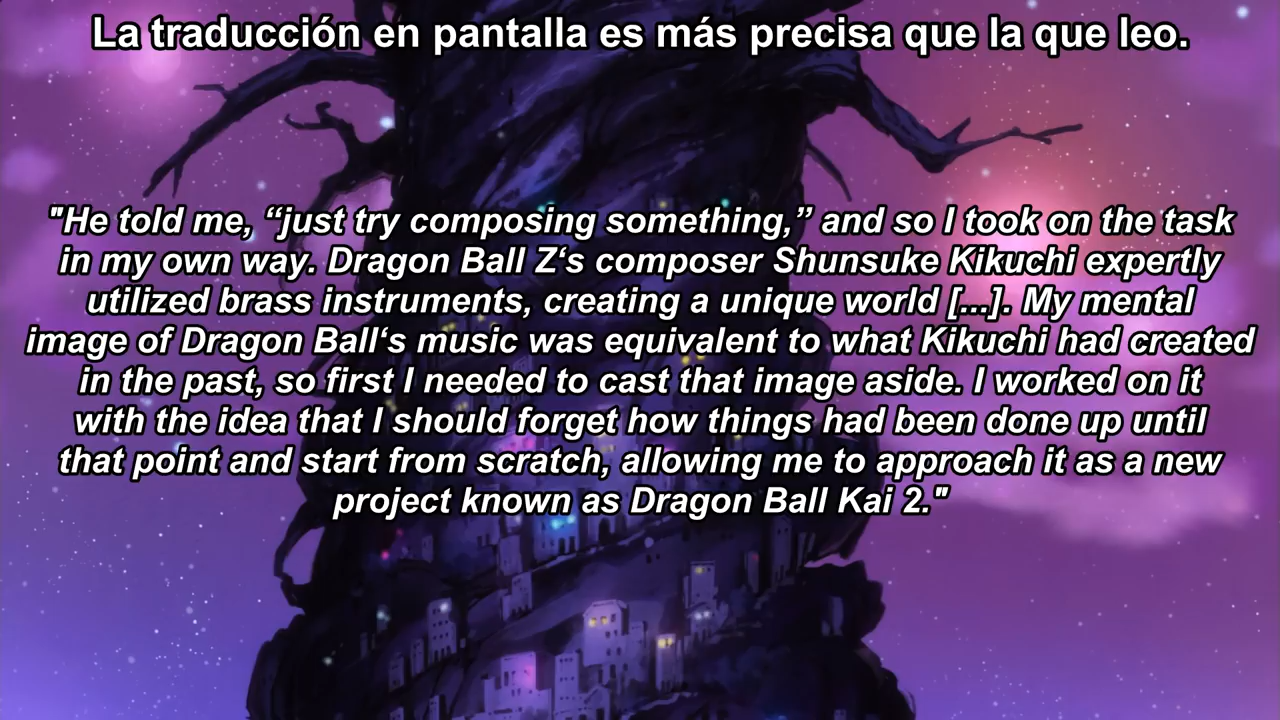 La traducción en pantalla es más precisa que la que leo.
"He told me, “just try composing something,” and so I took on the task
in my own way. Dragon Ball Z‘s composer Shunsuke Kikuchi expertly
utilized brass instruments, creating a unique world [...]. My mental
image of Dragon Ball‘s music was equivalent to what Kikuchi had created
in the past, so first I needed to cast that image aside. I worked on it
with the idea that I should forget how things had been done up until
that point and start from scratch, allowing me to approach it as a new
project known as Dragon Ball Kai 2."